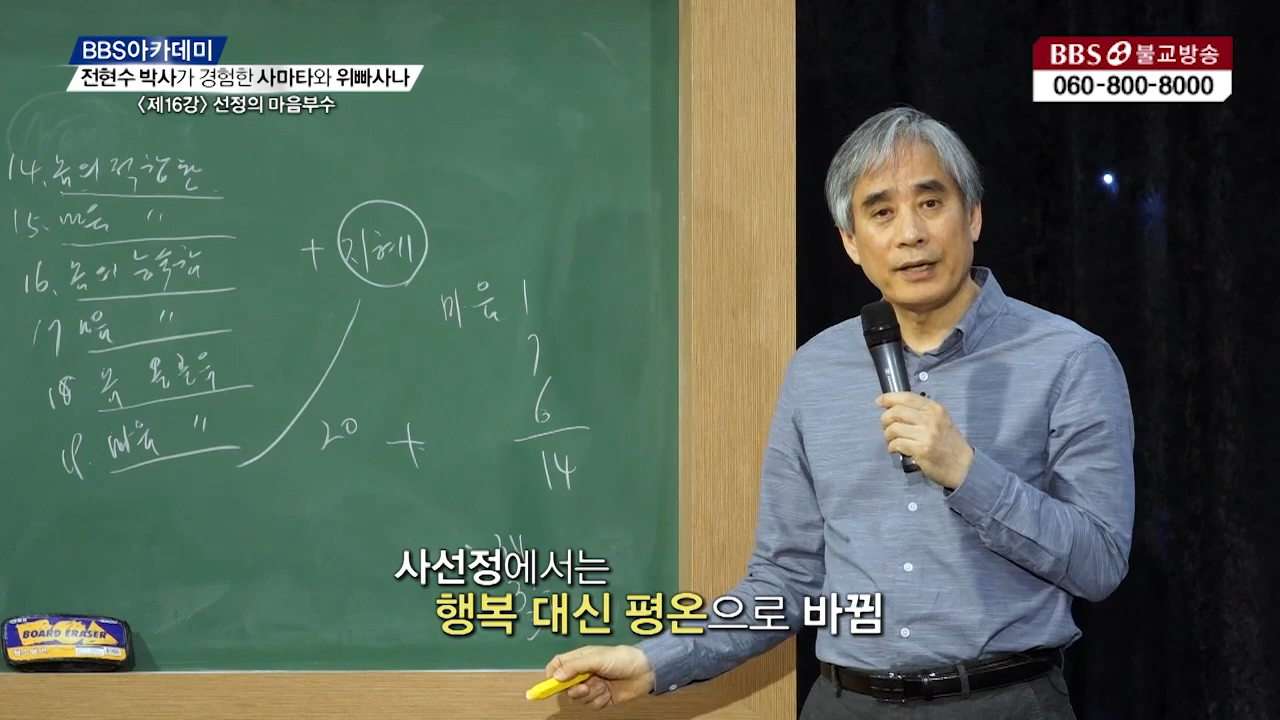 BBS아카데미
전현수 박사가 경험한 사마타와 위빠사나
〈제16강〉 선정의 마음부수
BBS 불교방송
060-800-8000
14. 몸의 적합한
15. 마음 〃
16. 몸의 능숙함
17 마음 〃
18 몸 올곧음
19. 마음 〃
+ 지혜
20 +
마음 1
7
6
14
BOARD ERASER
사선정에서는
행복 대신 평온으로 바뀜